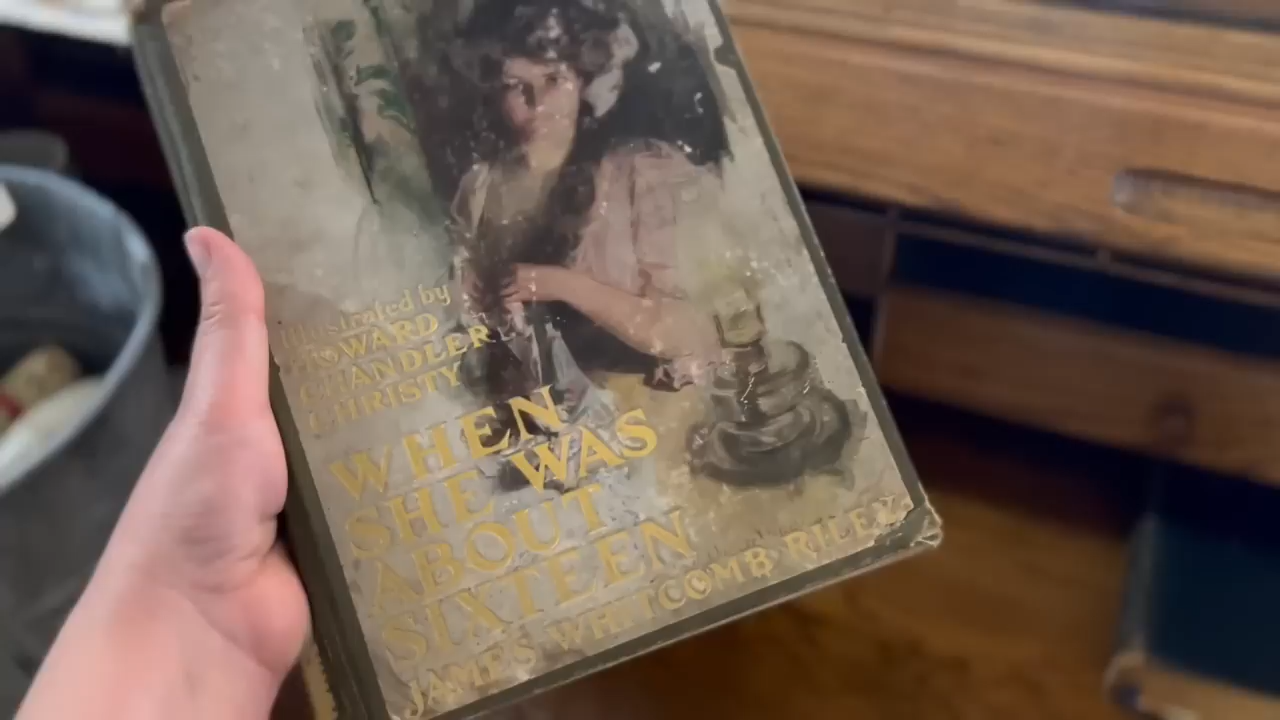 Illustrated by
HOWARD
CHANDLER
CHRISTY
WHEN
SHE WAS
ABOUT
SIXTEEN
JAMES WHITCOMB RILEY